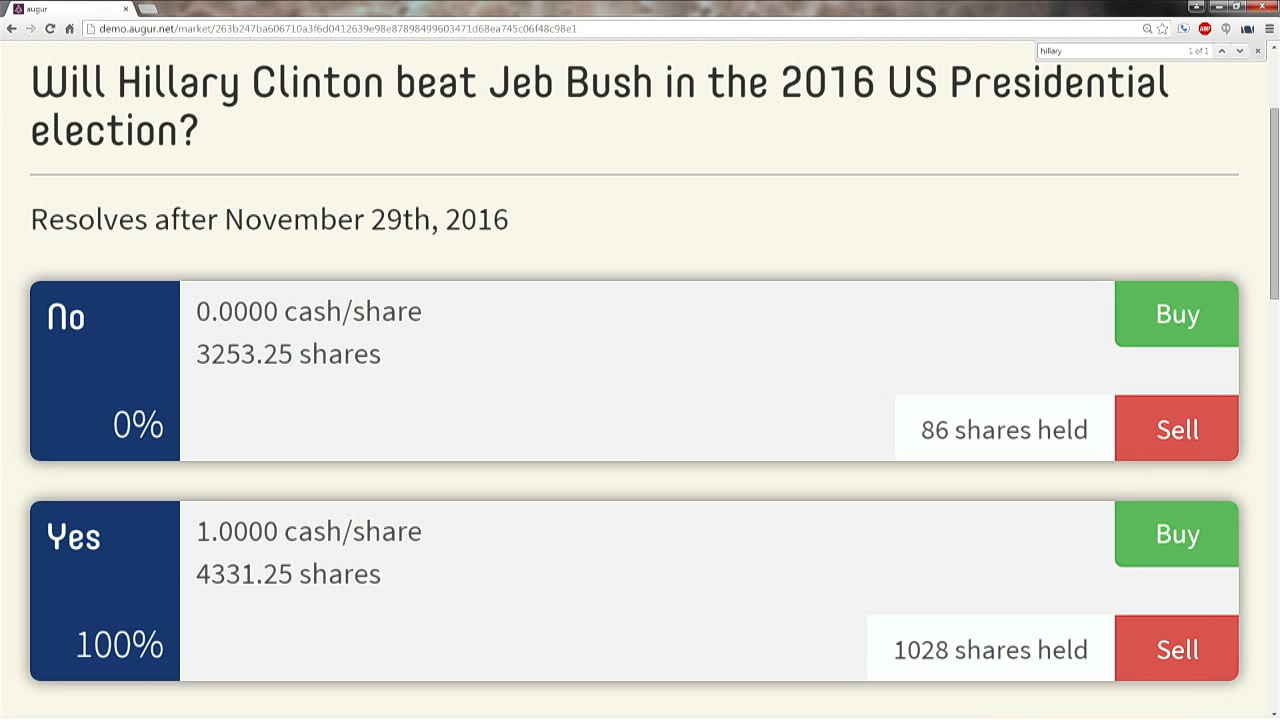 augur
demo.augur.net/market/263b247ba606710a3f6d0412639e98e87898499603471d68ea745c06f48c98e1
ABP
hillary 1 of 1
Will Hillary Clinton beat Jeb Bush in the 2016 US Presidential
election?
Resolves after November 29th, 2016
No
0.0000 cash/share
Buy
3253.25 shares
0%
86 shares held
Sell
Yes
1.0000 cash/share
Buy
4331.25 shares
100%
1028 shares held
Sell